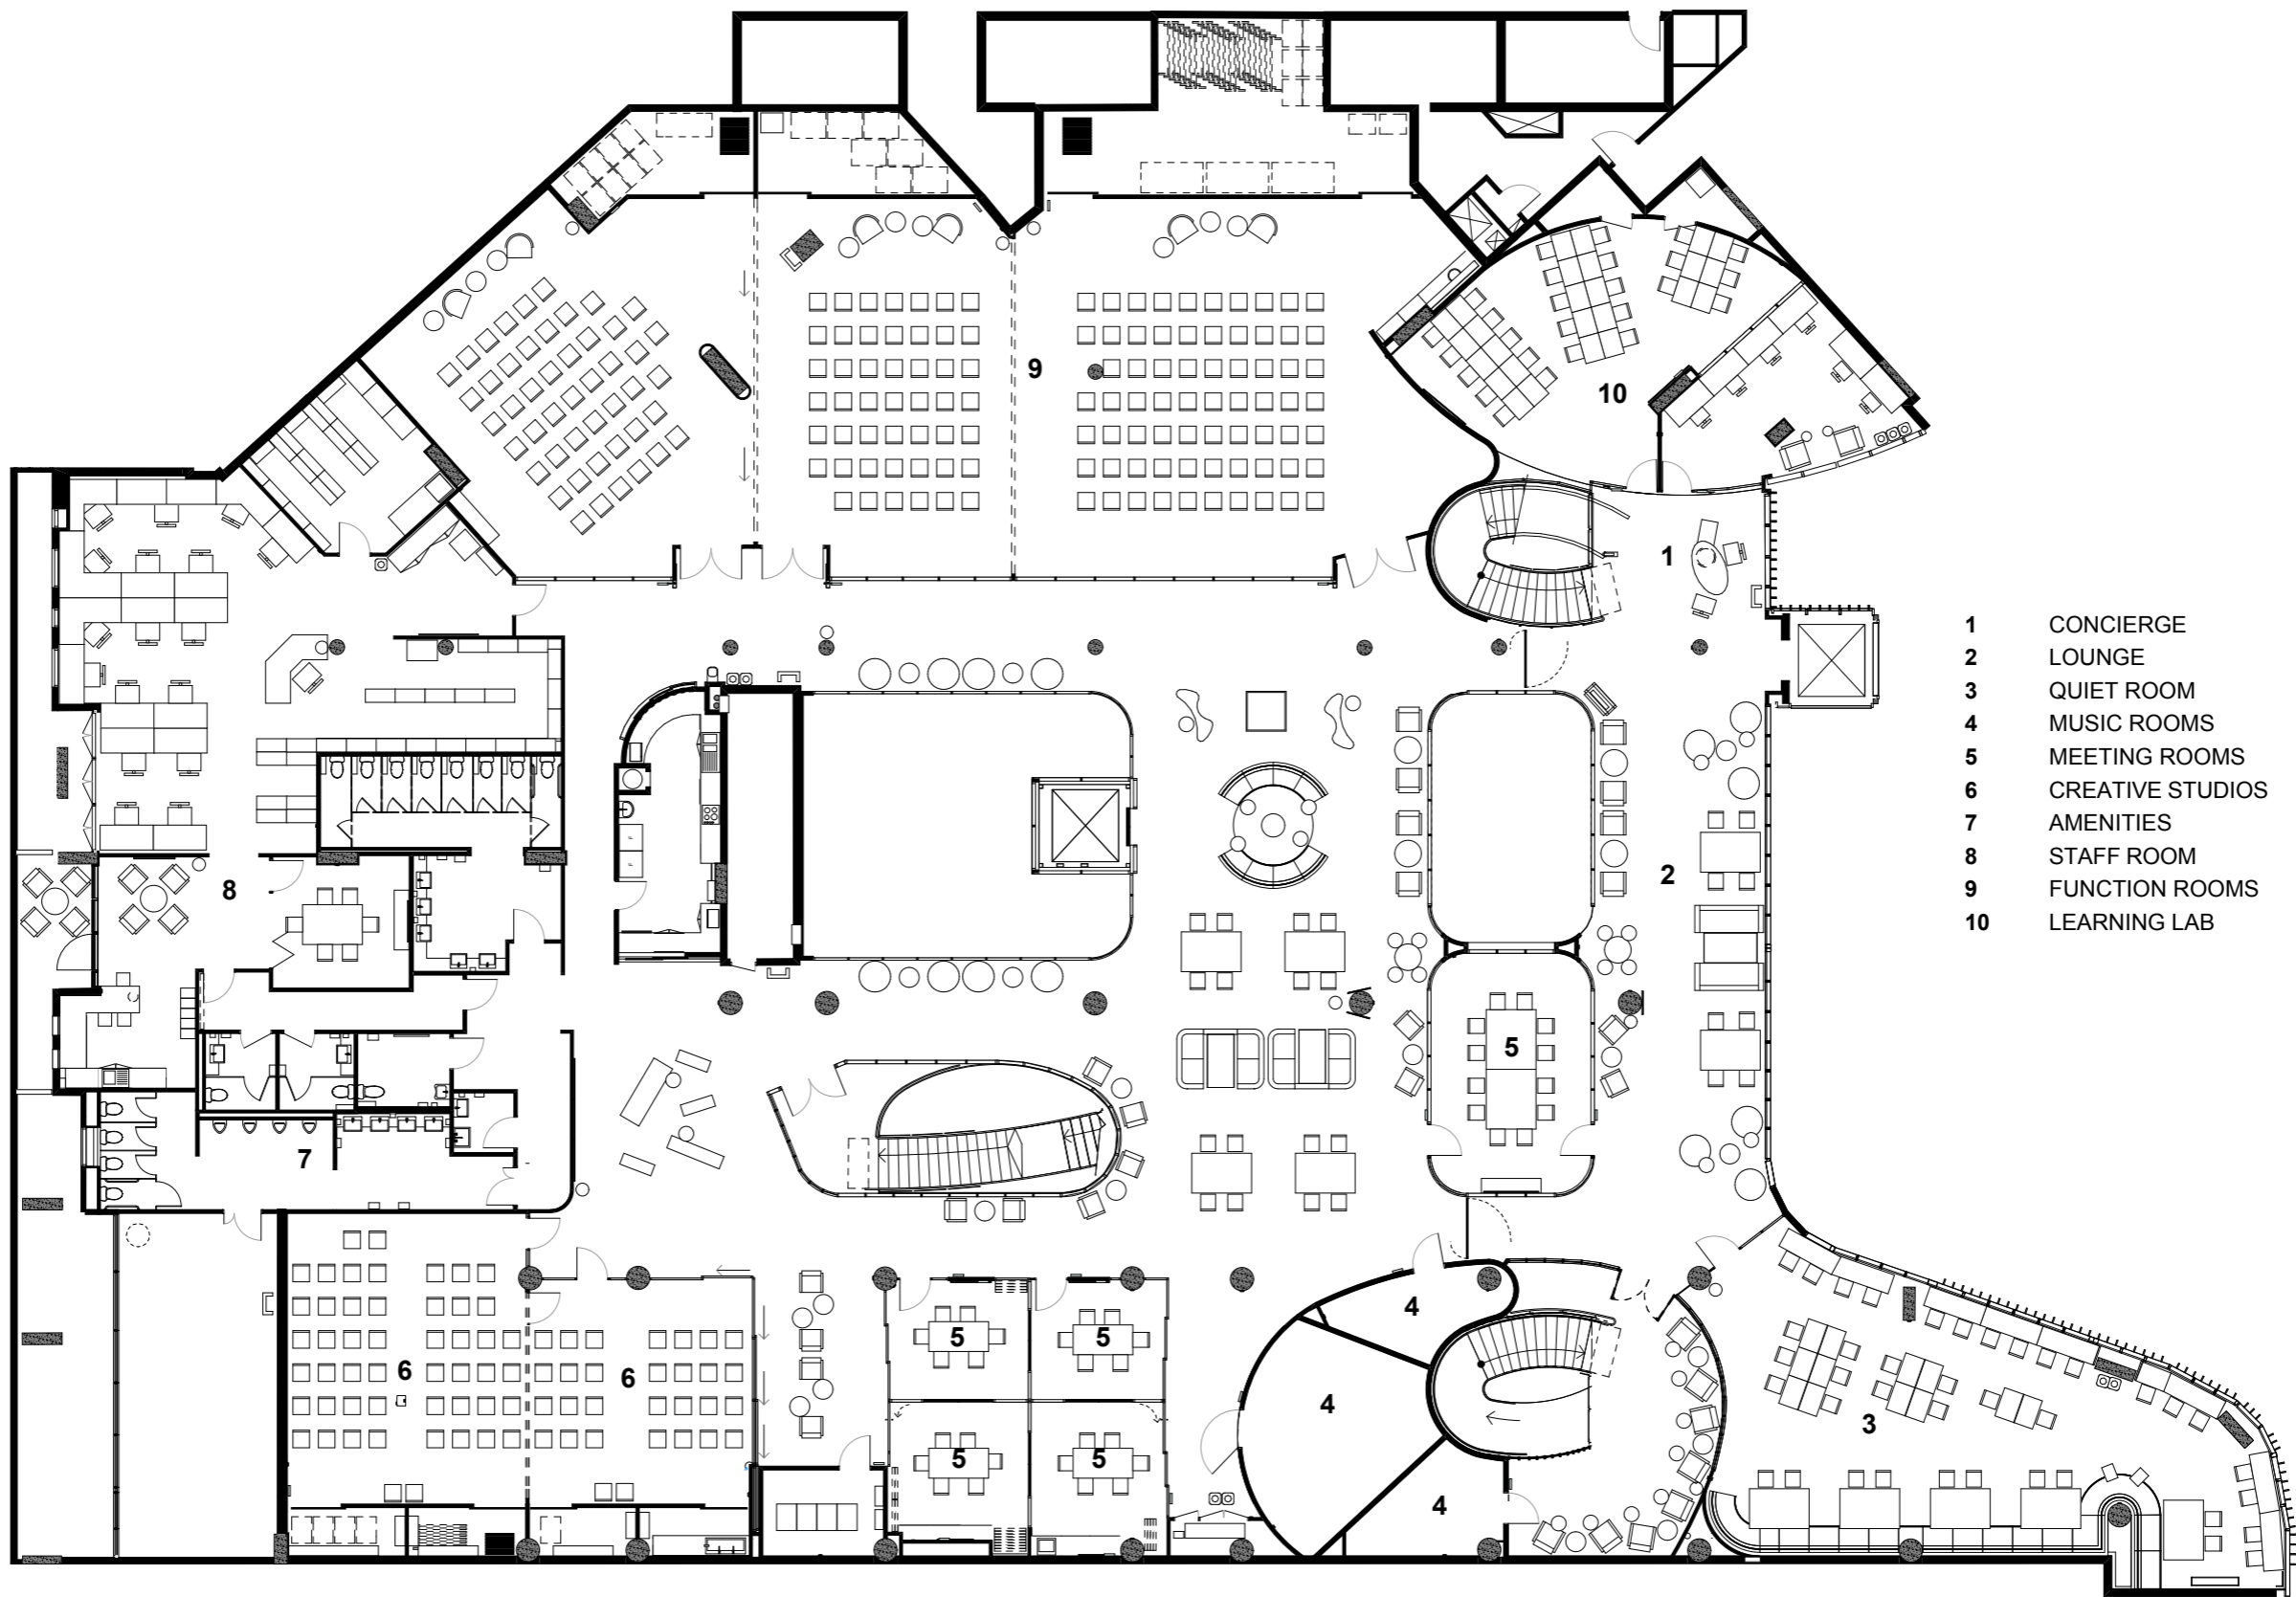 9
10
1
1 CONCIERGE
2 LOUNGE
3 QUIET ROOM
4 MUSIC ROOMS
5 MEETING ROOMS
6 CREATIVE STUDIOS
7 AMENITIES
8 STAFF ROOM
9 FUNCTION ROOMS
10 LEARNING LAB
2
8
5
7
4
5
5
6
6
4
3
5
5
4